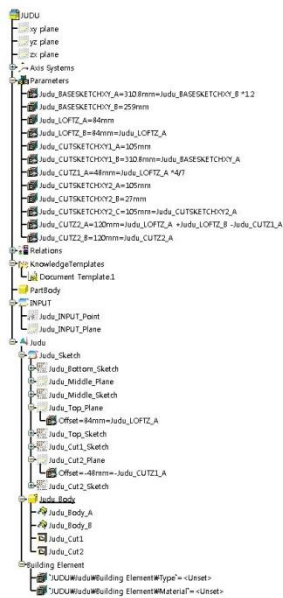 JUDU
xy plane
yz plane
zx plane
Axis Systems
Parameters
Judu_BASESKETCHXY_A=310.8mm=Judu_BASESKETCHXY_B *1.2
Judu_BASESKETCHXY_B=259mm
Judu_LOFTZ_A=84mm
Judu_LOFTZ_B=84mm=Judu_LOFTZ_A
Judu_CUTSKETCHXY1_A=105mm
Judu_CUTSKETCHXY1_B=310.8mm=Judu_BASESKETCHXY_A
Judu_CUTZ1_A=48mm=Judu_LOFTZ_A *4/7
Judu_CUTSKETCHXY2_A=105mm
Judu_CUTSKETCHXY2_B=27mm
Judu_CUTSKETCHXY2_C=105mm=Judu_CUTSKETCHXY2_A
Judu_CUTZ2_A=120mm=Judu_LOFTZ_A +Judu_LOFTZ_B -Judu_CUTZ1_A
Judu_CUTZ2_B=120mm=Judu_CUTZ2_A
Relations
KnowledgeTemplates
Document Template.1
PartBody
INPUT
Judu_INPUT_Point
Judu_INPUT_Plane
Judu
Judu_Sketch
Judu_Bottom_Sketch
Judu_Middle_Plane
Judu_Middle_Sketch
Judu_Top_Plane
Offset=84mm=Judu_LOFTZ_A
Judu_Top_Sketch
Judu_Cut1_Sketch
Judu_Cut2_Plane
Offset=-48mm=-Judu_CUTZ1_A
Judu_Cut2_Sketch
Judu_Body
Judu_Body_A
Judu_Body_B
Judu_Cut1
Judu_Cut2
Building Element
"JUDU₩Judu₩Building Element₩Type"= <Unset>
"JUDU₩Judu₩Building Element₩Material"= <Unset>